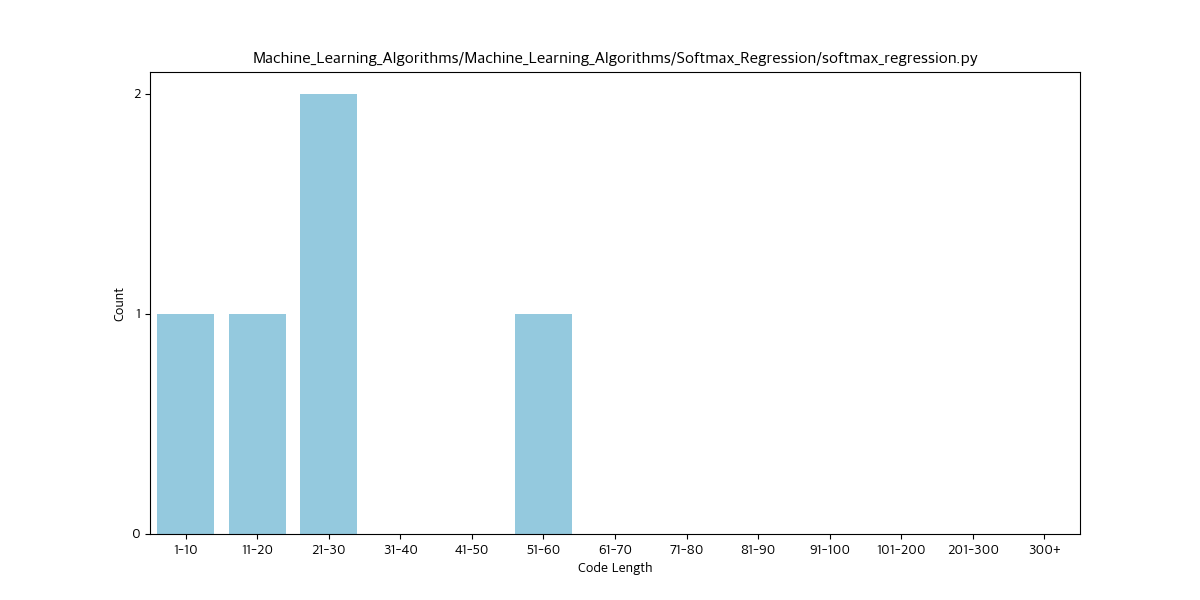 Machine_Learning_Algorithms/Machine_Learning_Algorithms/Softmax_Regression/softmax_regression.py
2
1
0
Count
1-10 11-20 21-30 31-40 41-50 51-60 61-70 71-80 81-90 91-100 101-200 201-300 300+
Code Length